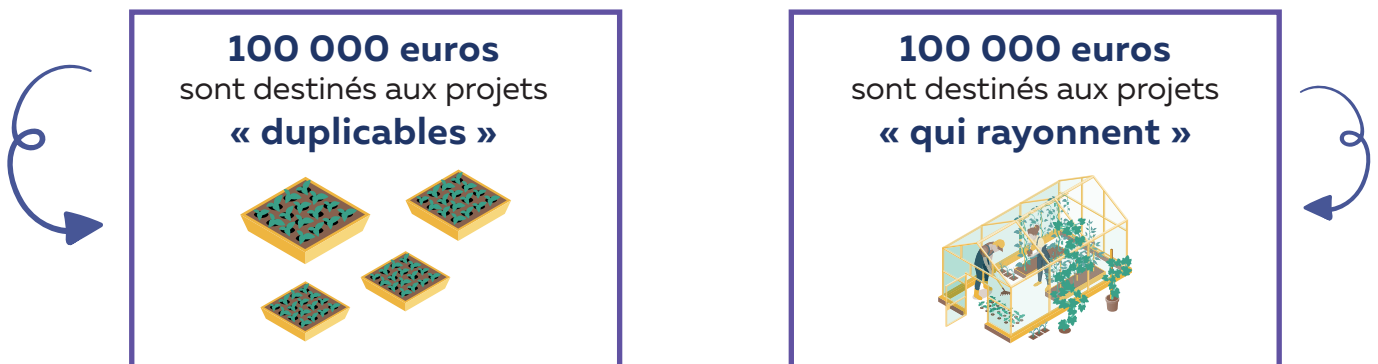 100 000 euros
sont destinés aux projets
« duplicables »
100 000 euros
sont destinés aux projets
« qui rayonnent »